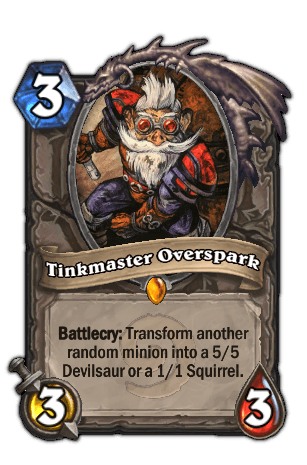 3
Tinkmaster Overspark
Battlecry: Transform another
random minion into a 5/5
Devilsaur or a 1/1 Squirrel.
3
3